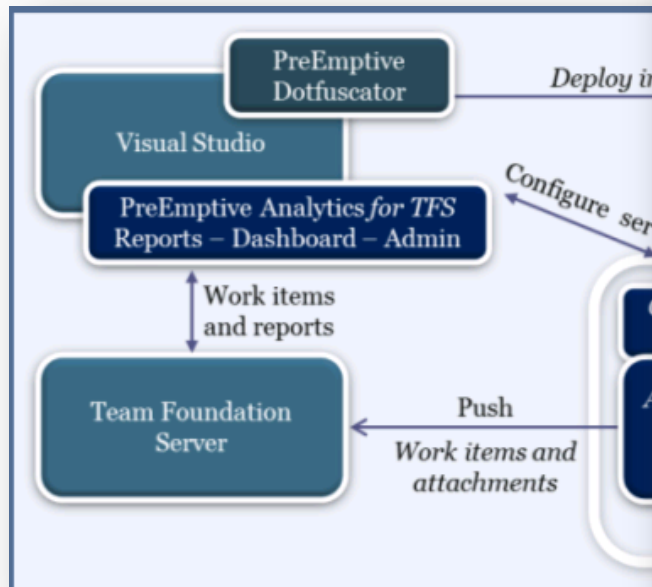 PreEmptive
Dotfuscator
Deploy
Visual Studio
Configure
PreEmptive Analytics for TFS
Reports – Dashboard – Admin
Work items
and reports
Team Foundation
Server
Push
Work items and
attachments